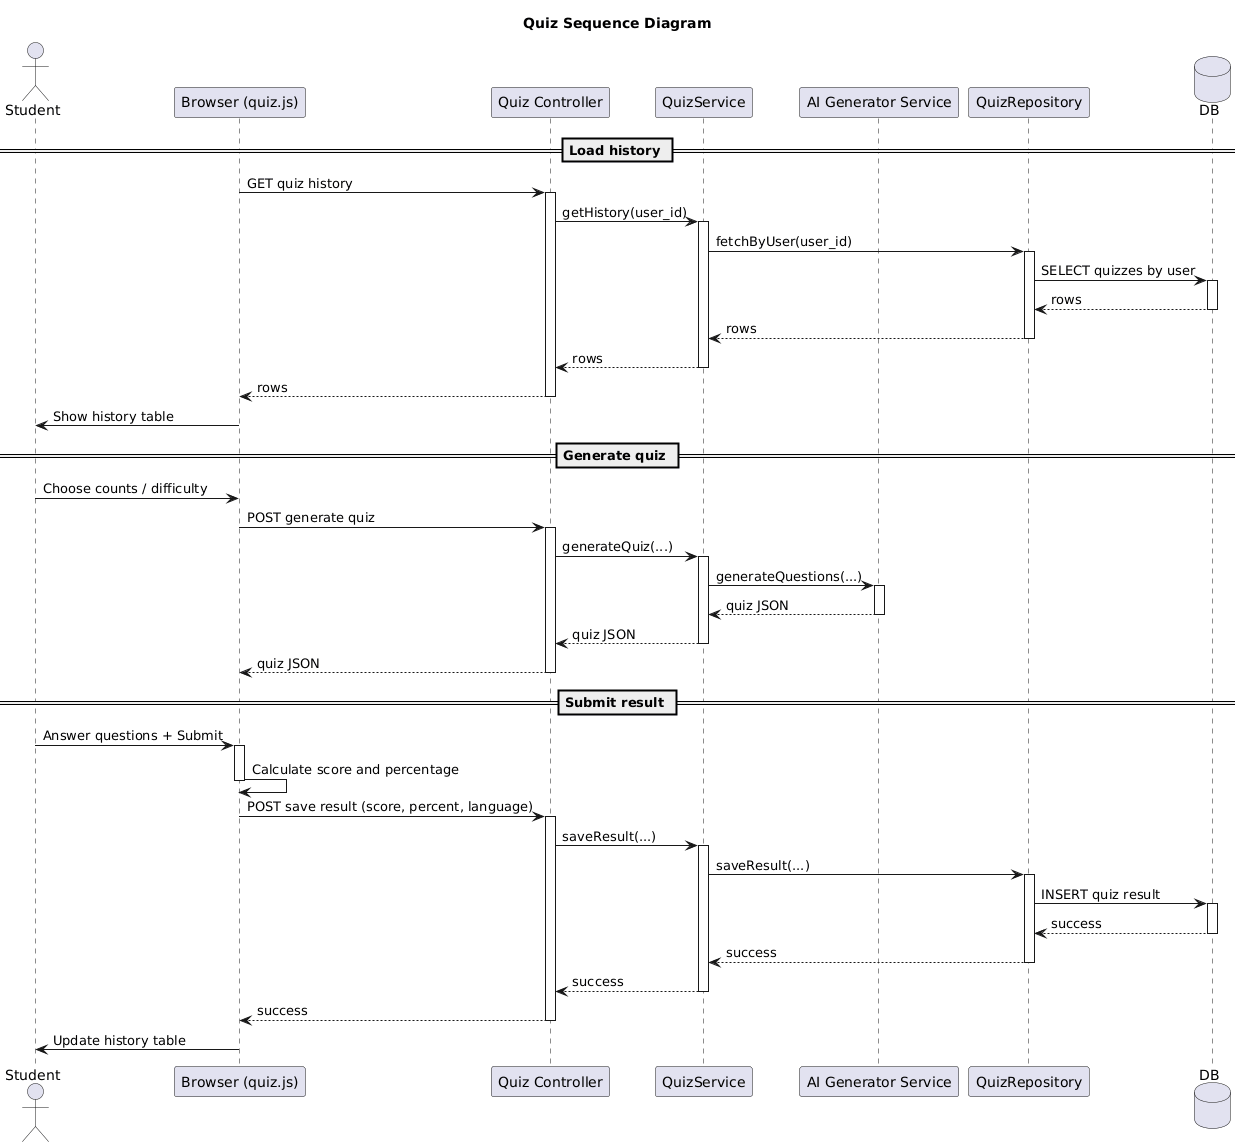 Quiz Sequence Diagram
Student
Browser (quiz.js)
Quiz Controller
QuizService
AI Generator Service
QuizRepository
DB
Load history
GET quiz history
getHistory(user_id)
fetchByUser(user_id)
SELECT quizzes by user
rows
rows
rows
rows
Show history table
Generate quiz
Choose counts / difficulty
POST generate quiz
generateQuiz(...)
generateQuestions(...)
quiz JSON
quiz JSON
quiz JSON
Submit result
Answer questions + Submit
Calculate score and percentage
POST save result (score, percent, language)
saveResult(...)
saveResult(...)
INSERT quiz result
success
success
success
success
Update history table
Student
Browser (quiz.js)
Quiz Controller
QuizService
AI Generator Service
QuizRepository
DB